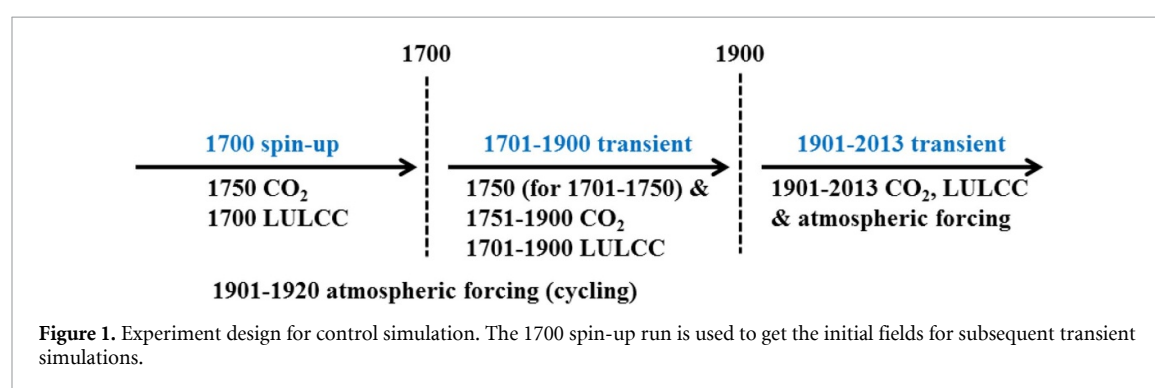 1700 1900
1700 spin-up 1701-1900 transient 1901-2013 transient
1750 CO₂ 1750 (for 1701-1750) & 1901-2013 CO₂, LULCC
1700 LULCC 1751-1900 CO₂ & atmospheric forcing
1701-1900 LULCC
1901-1920 atmospheric forcing (cycling)
Figure 1. Experiment design for control simulation. The 1700 spin-up run is used to get the initial fields for subsequent transient
simulations.